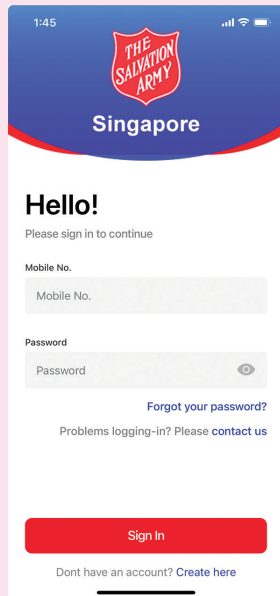 1:45
THE
SALVATION
ARMY
Singapore
Hello!
Please sign in to continue
Mobile No.
Mobile No.
Password
Password
Forgot your password?
Problems logging-in? Please contact us
Sign In
Dont have an account? Create here